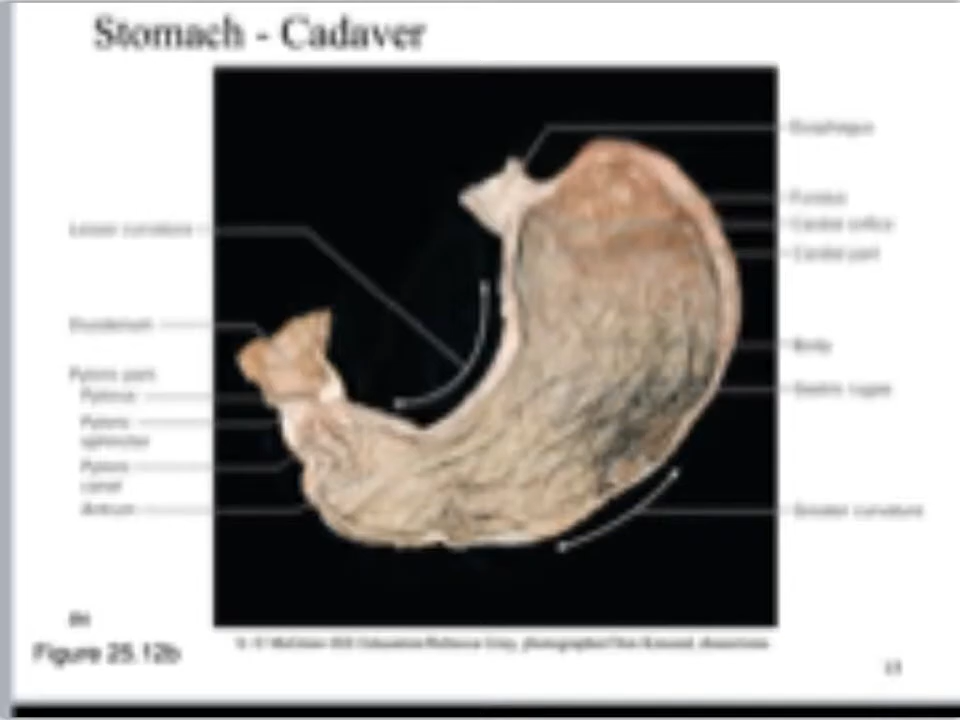 Stomach - Cadaver
Esophagus
Fundus
Cardial orifice
Cardial part
Body
Gastric rugae
Greater curvature
Lesser curvature
Duodenum
Pyloric part
Pylorus
Pyloric
sphincter
Pyloric
canal
Antrum
(b)
Figure 25.12b